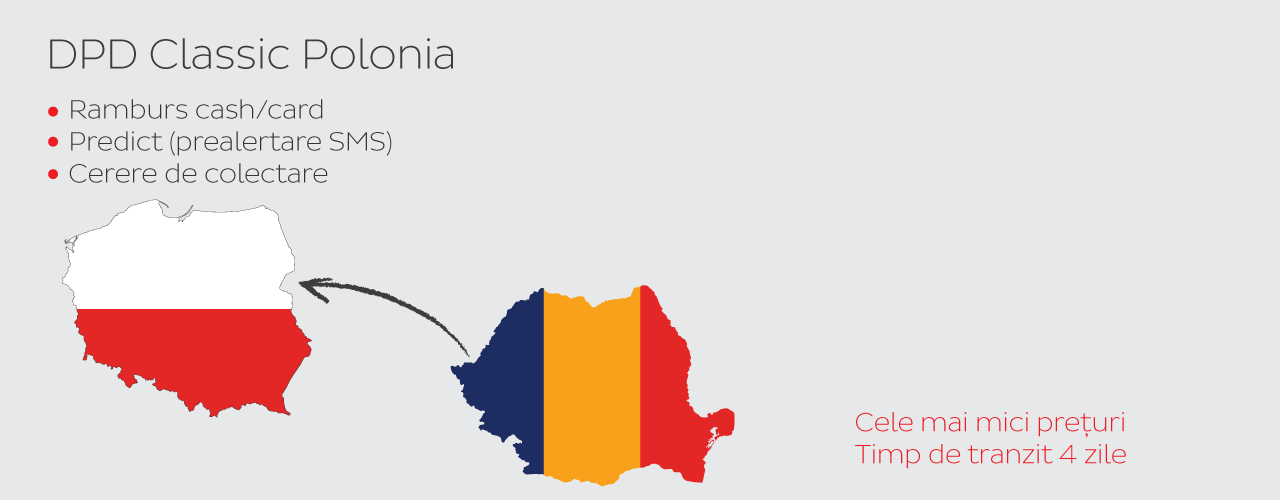 DPD Classic Polonia
Ramburs cash/card
Predict (prealertare SMS)
Cerere de colectare
Cele mai mici prețuri
Timp de tranzit 4 zile